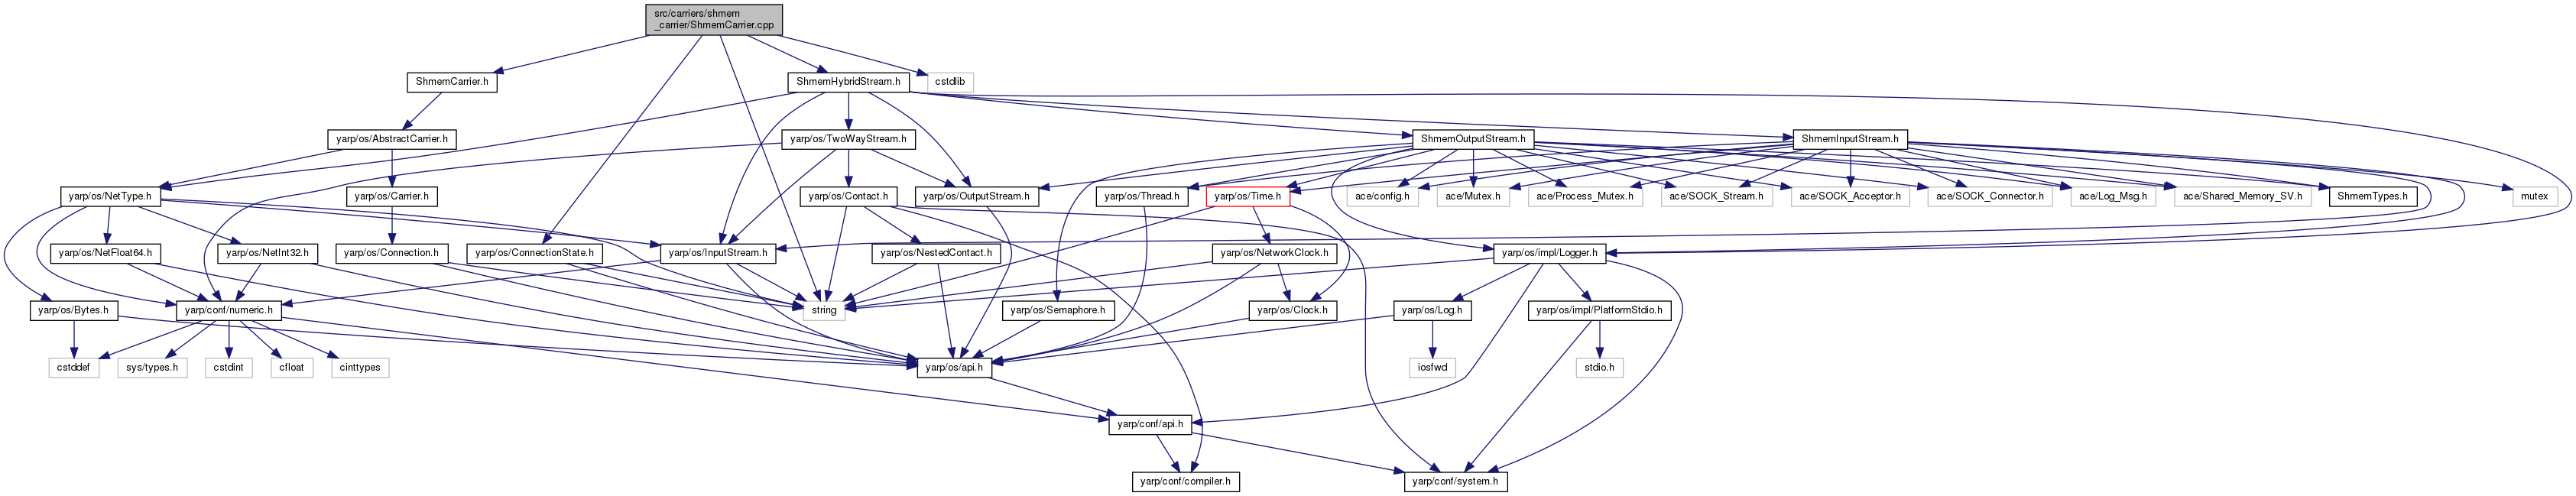 src/carriers/shmem
_carrier/ShmemCarrier.cpp
ShmemCarrier.h
ShmemHybridStream.h
cstdlib
yarp/os/AbstractCarrier.h
yarp/os/TwoWayStream.h
ShmemOutputStream.h
ShmemInputStream.h
yarp/os/NetType.h
yarp/os/Carrier.h
yarp/os/Contact.h
yarp/os/OutputStream.h
yarp/os/Thread.h
yarp/os/Time.h
ace/config.h
ace/Mutex.h
ace/Process_Mutex.h
ace/SOCK_Stream.h
ace/SOCK_Acceptor.h
ace/SOCK_Connector.h
ace/Log_Msg.h
ace/Shared_Memory_SV.h
ShmemTypes.h
mutex
yarp/os/NetFloat64.h
yarp/os/NetInt32.h
yarp/os/Connection.h
yarp/os/ConnectionState.h
yarp/os/InputStream.h
yarp/os/NestedContact.h
yarp/os/NetworkClock.h
yarp/os/impl/Logger.h
yarp/os/Bytes.h
yarp/conf/numeric.h
string
yarp/os/Semaphore.h
yarp/os/Clock.h
yarp/os/Log.h
yarp/os/impl/PlatformStdio.h
cstddef
sys/types.h
cstdint
cfloat
cinttypes
yarp/os/api.h
iosfwd
stdio.h
yarp/conf/api.h
yarp/conf/compiler.h
yarp/conf/system.h